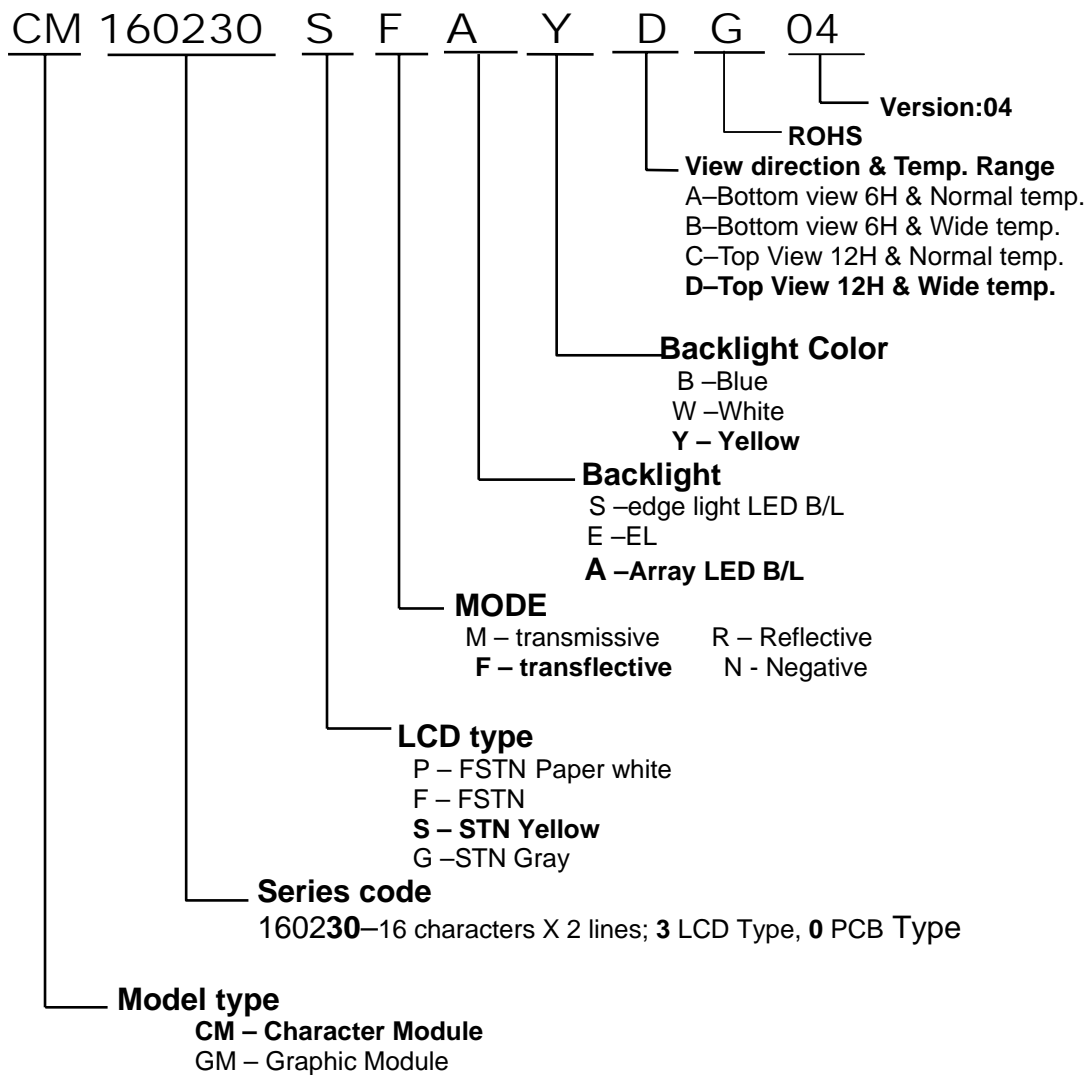 CM 160230 S F A Y D G 04
Version:04
ROHS
View direction & Temp. Range
A–Bottom view 6H & Normal temp.
B–Bottom view 6H & Wide temp.
C–Top View 12H & Normal temp.
D–Top View 12H & Wide temp.
Backlight Color
B –Blue
W –White
Y – Yellow
Backlight
S –edge light LED B/L
E –EL
A –Array LED B/L
MODE
M – transmissive R – Reflective
F – transflective N - Negative
LCD type
P – FSTN Paper white
F – FSTN
S – STN Yellow
G –STN Gray
Series code
160230–16 characters X 2 lines; 3 LCD Type, 0 PCB Type
Model type
CM – Character Module
GM – Graphic Module